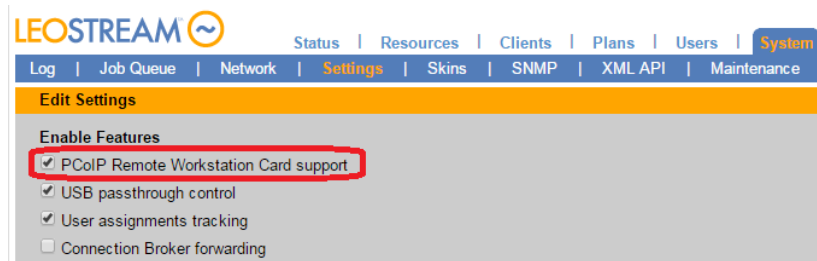 LEOSTREAM
Status | Resources | Clients | Plans | Users | System
Log | Job Queue | Network | Settings | Skins | SNMP | XML API | Maintenance
Edit Settings
Enable Features
PCoIP Remote Workstation Card support
USB passthrough control
User assignments tracking
Connection Broker forwarding